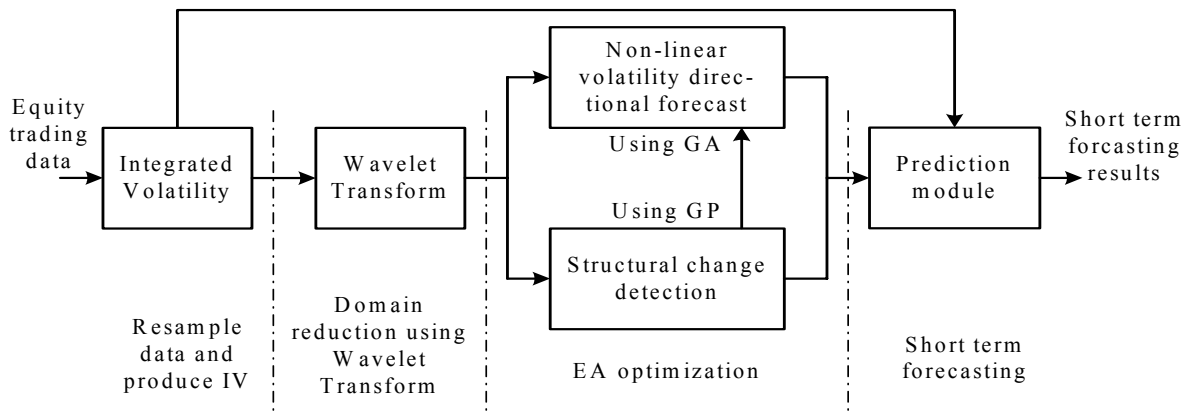 Equity
trading
data
Integrated
Volatility
Wavelet
Transform
Non-linear
volatility direc-
tional forecast
Using GA
Using GP
Structural change
detection
Prediction
module
Short term
forcasting
results
Resample
data and
produce IV
Domain
reduction using
Wavelet
Transform
EA optimization
Short term
forecasting